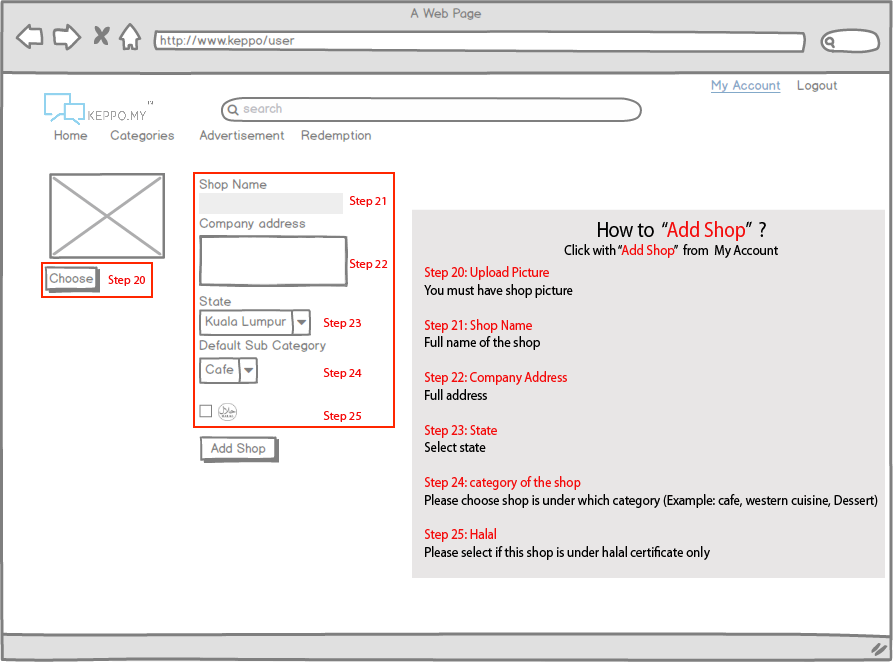 A Web Page
http://www.keppo/user
My Account Logout
KEPPO.MY
search
Home Categories Advertisement Redemption
Shop Name
Step 21
Company address
Step 22
Choose Step 20
State
Kuala Lumpur Step 23
Default Sub Category
Cafe Step 24
Step 25
Add Shop
How to “Add Shop” ?
Click with“Add Shop” from My Account
Step 20: Upload Picture
You must have shop picture
Step 21: Shop Name
Full name of the shop
Step 22: Company Address
Full address
Step 23: State
Select state
Step 24: category of the shop
Please choose shop is under which category (Example: cafe, western cuisine, Dessert)
Step 25: Halal
Please select if this shop is under halal certificate only